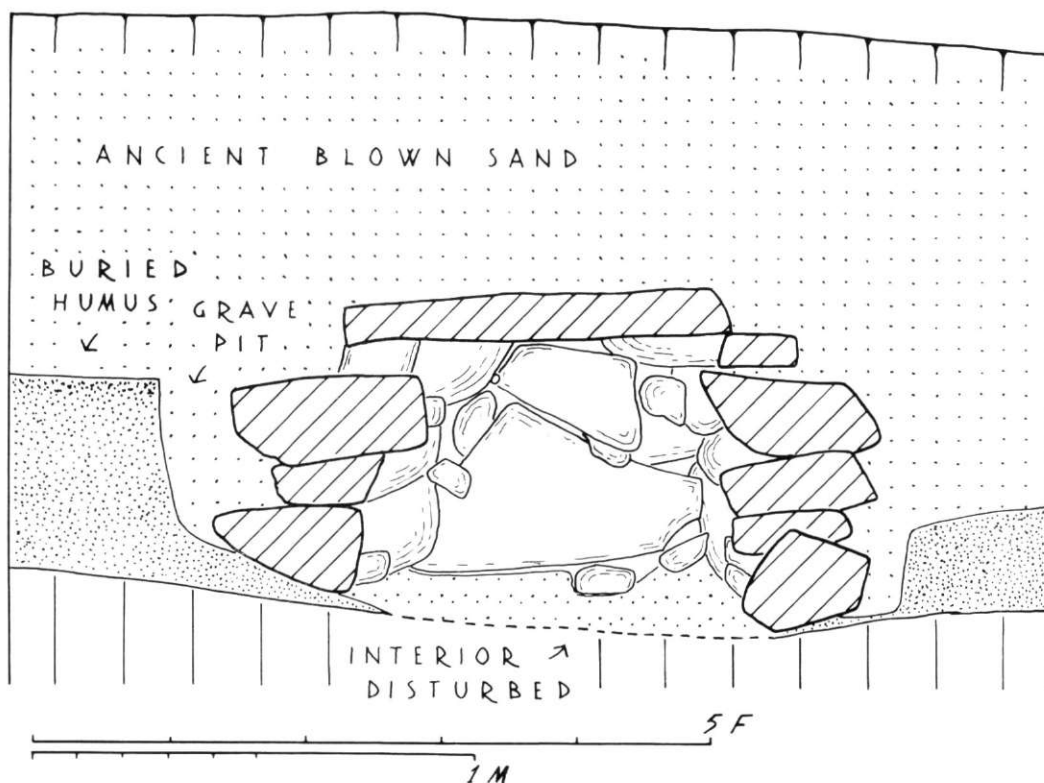 ANCIENT BLOWN SAND
BURIED
HUMUS
GRAVE
PIT
INTERIOR
DISTURBED
5 F
1 M